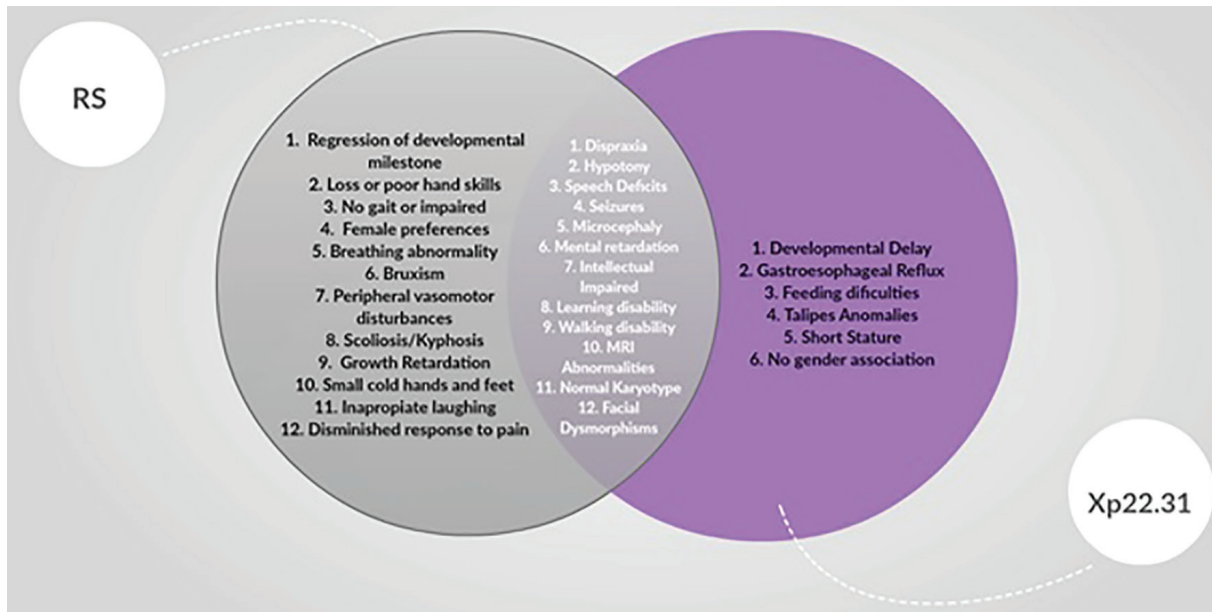 RS
1. Regression of developmental
milestone
2. Loss or poor hand skills
3. No gait or impaired
4. Female preferences
5. Breathing abnormality
6. Bruxism
7. Peripheral vasomotor
disturbances
8. Scoliosis/Kyphosis
9. Growth Retardation
10. Small cold hands and feet
11. Inapropiate laughing
12. Disminished response to pain
1. Dispraxia
2. Hypotony
3. Speech Deficits
4. Seizures
5. Microcephaly
6. Mental retardation
7. Intellectual
Impaired
8. Learning disability
9. Walking disability
10. MRI
Abnormalities
11. Normal Karyotype
12. Facial
Dysmorphisms
1. Developmental Delay
2. Gastroesophageal Reflux
3. Feeding dificulties
4. Talipes Anomalies
5. Short Stature
6. No gender association
Xp22.31